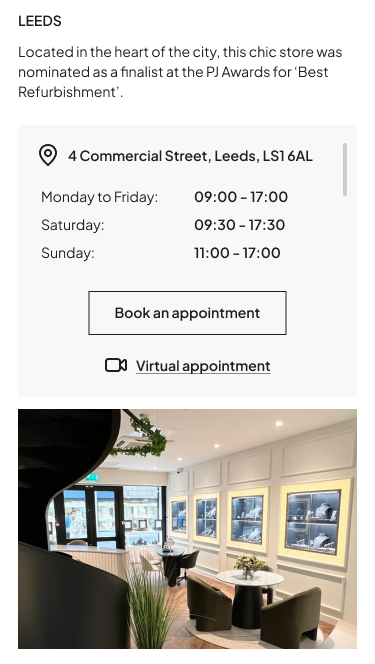 LEEDS
Located in the heart of the city, this chic store was
nominated as a finalist at the PJ Awards for ‘Best
Refurbishment’.
4 Commercial Street, Leeds, LS1 6AL
Monday to Friday: 09:00 - 17:00
Saturday: 09:30 - 17:30
Sunday: 11:00 - 17:00
Book an appointment
Virtual appointment